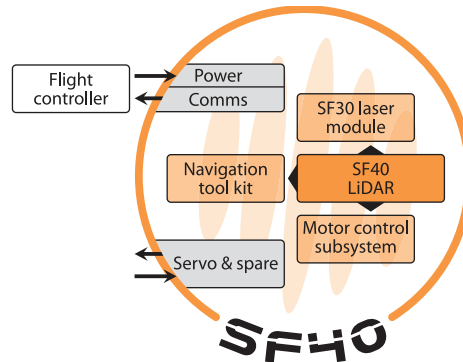 Flight
controller
Power
Comms
SF30 laser
module
Navigation
tool kit
SF40
LiDAR
Motor control
subsystem
Servo & spare
SF40